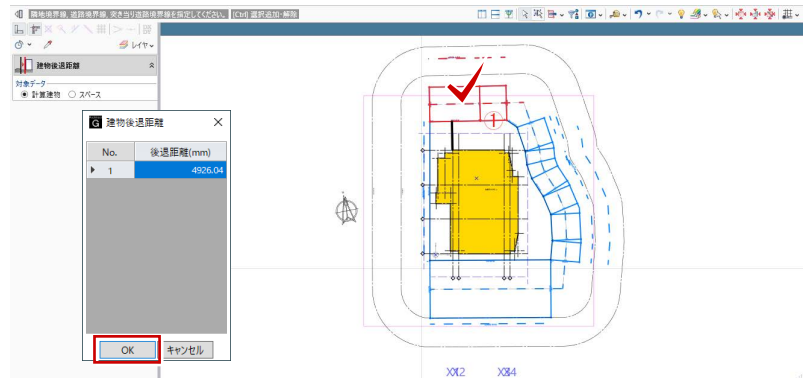 隣地境界線、道路境界線、突き当り道路境界線を指定してください。 [(Ctrl) 選択追加・解除]
レイヤ
建物後退距離
対象データ
計算建物 スペース
建物後退距離
No. 後退距離(mm)
1 4926.04
OK キャンセル
1